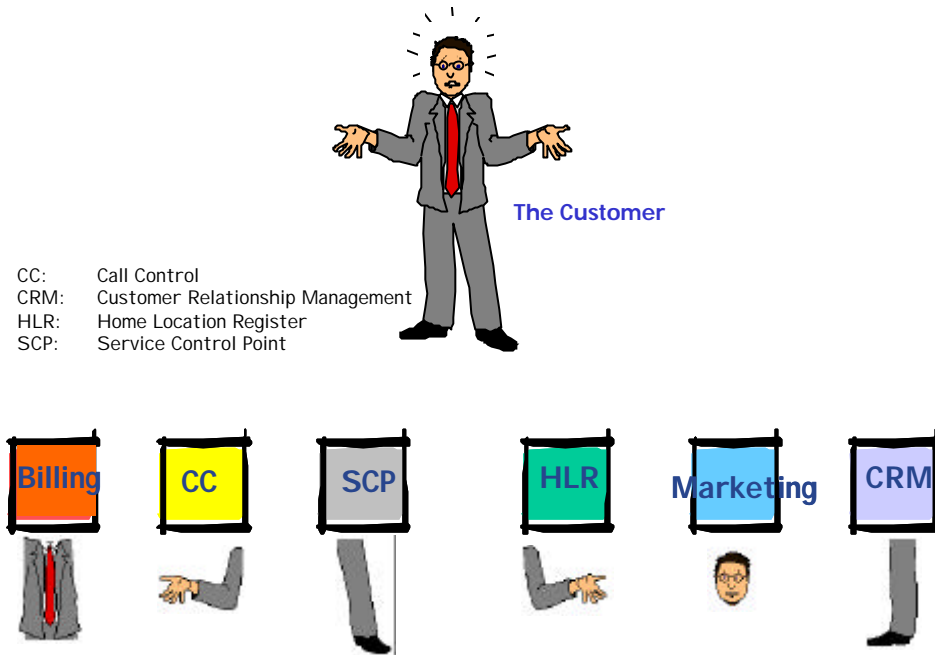 The Customer
CC: Call Control
CRM: Customer Relationship Management
HLR: Home Location Register
SCP: Service Control Point
Billing
CC
SCP
HLR
Marketing
CRM